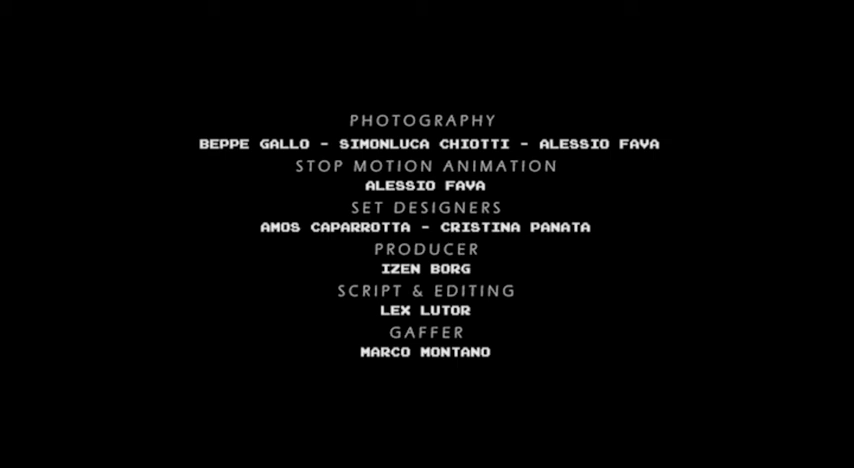 PHOTOGRAPHY
BEPPE GALLO - SIMONLUCA CHIOTTI - ALESSIO FAVA
STOP MOTION ANIMATION
ALESSIO FAVA
SET DESIGNERS
AMOS CAPARROTTA - CRISTINA PANATA
PRODUCER
IZEN BORG
SCRIPT & EDITING
LEX LUTOR
GAFFER
MARCO MONTANO